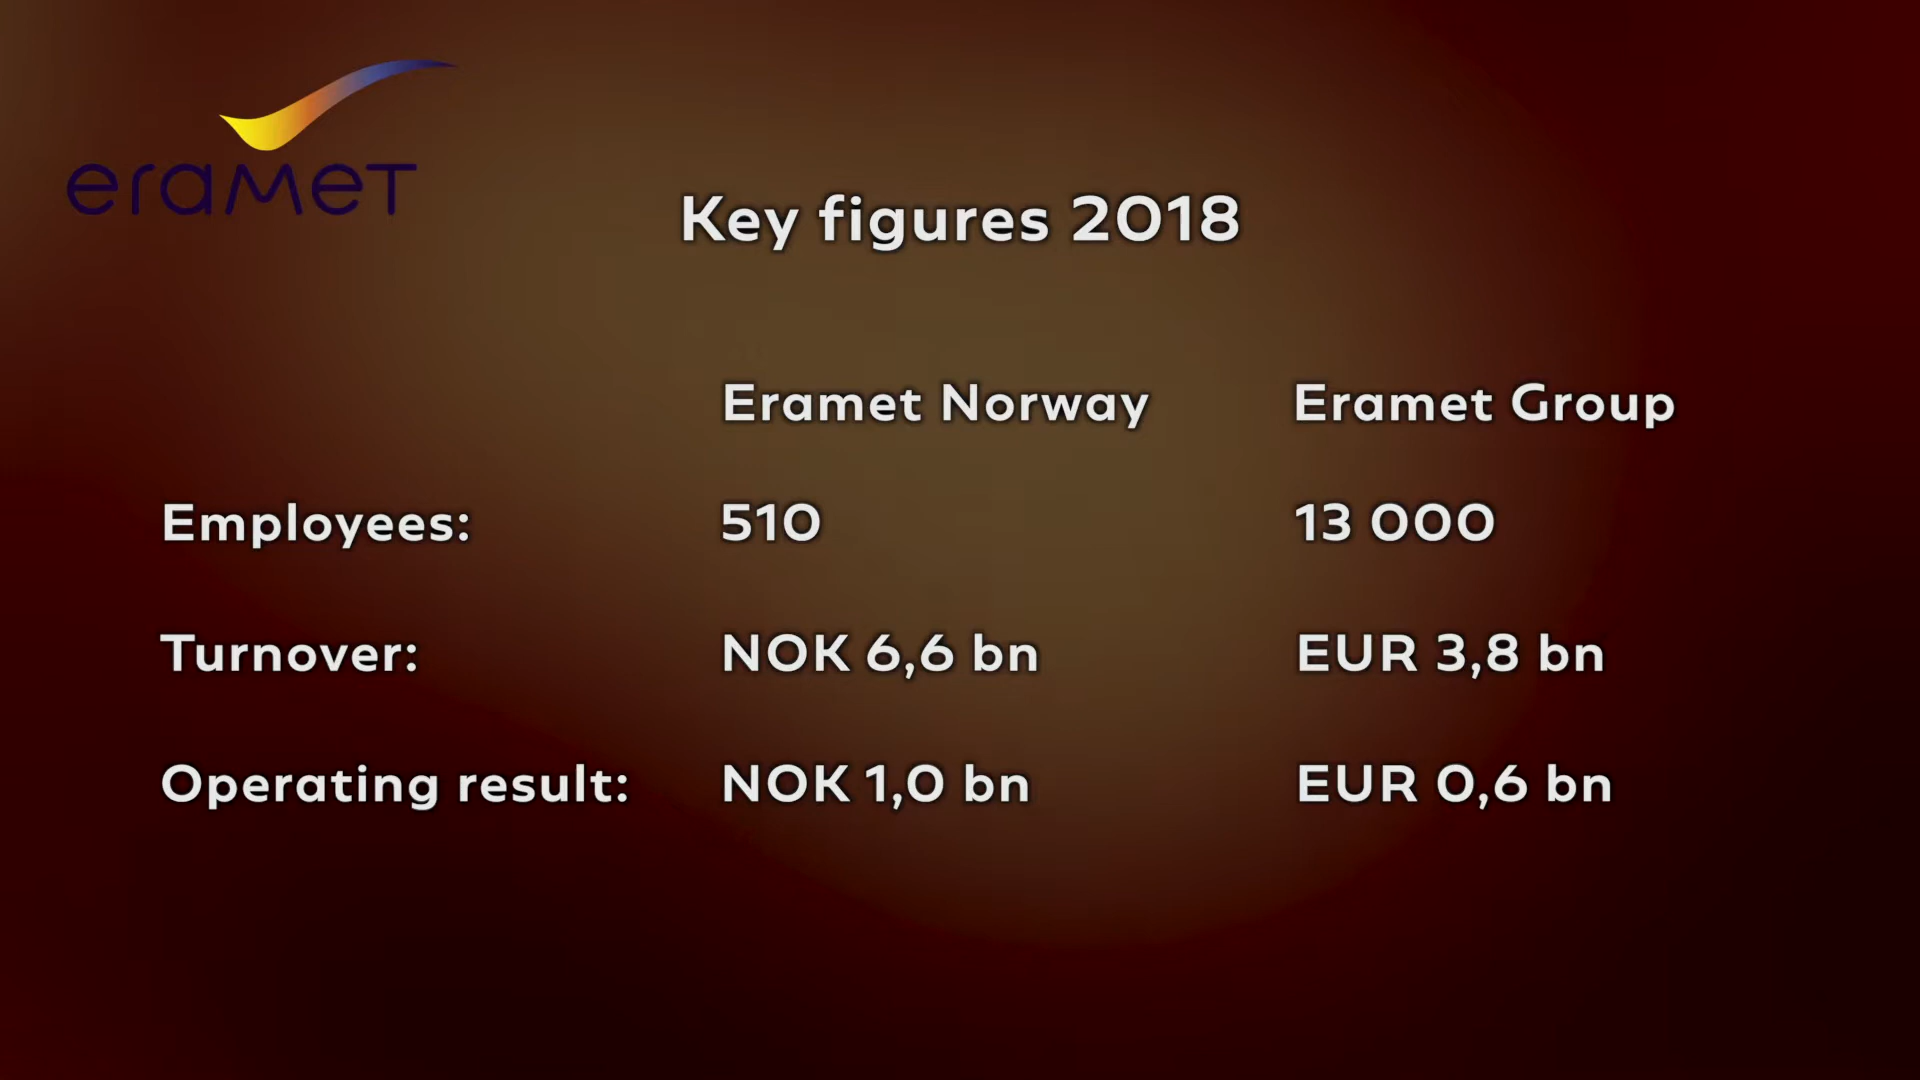 eramet
Key figures 2018
Eramet Norway Eramet Group
Employees: 510 13 000
Turnover: NOK 6,6 bn EUR 3,8 bn
Operating result: NOK 1,0 bn EUR 0,6 bn